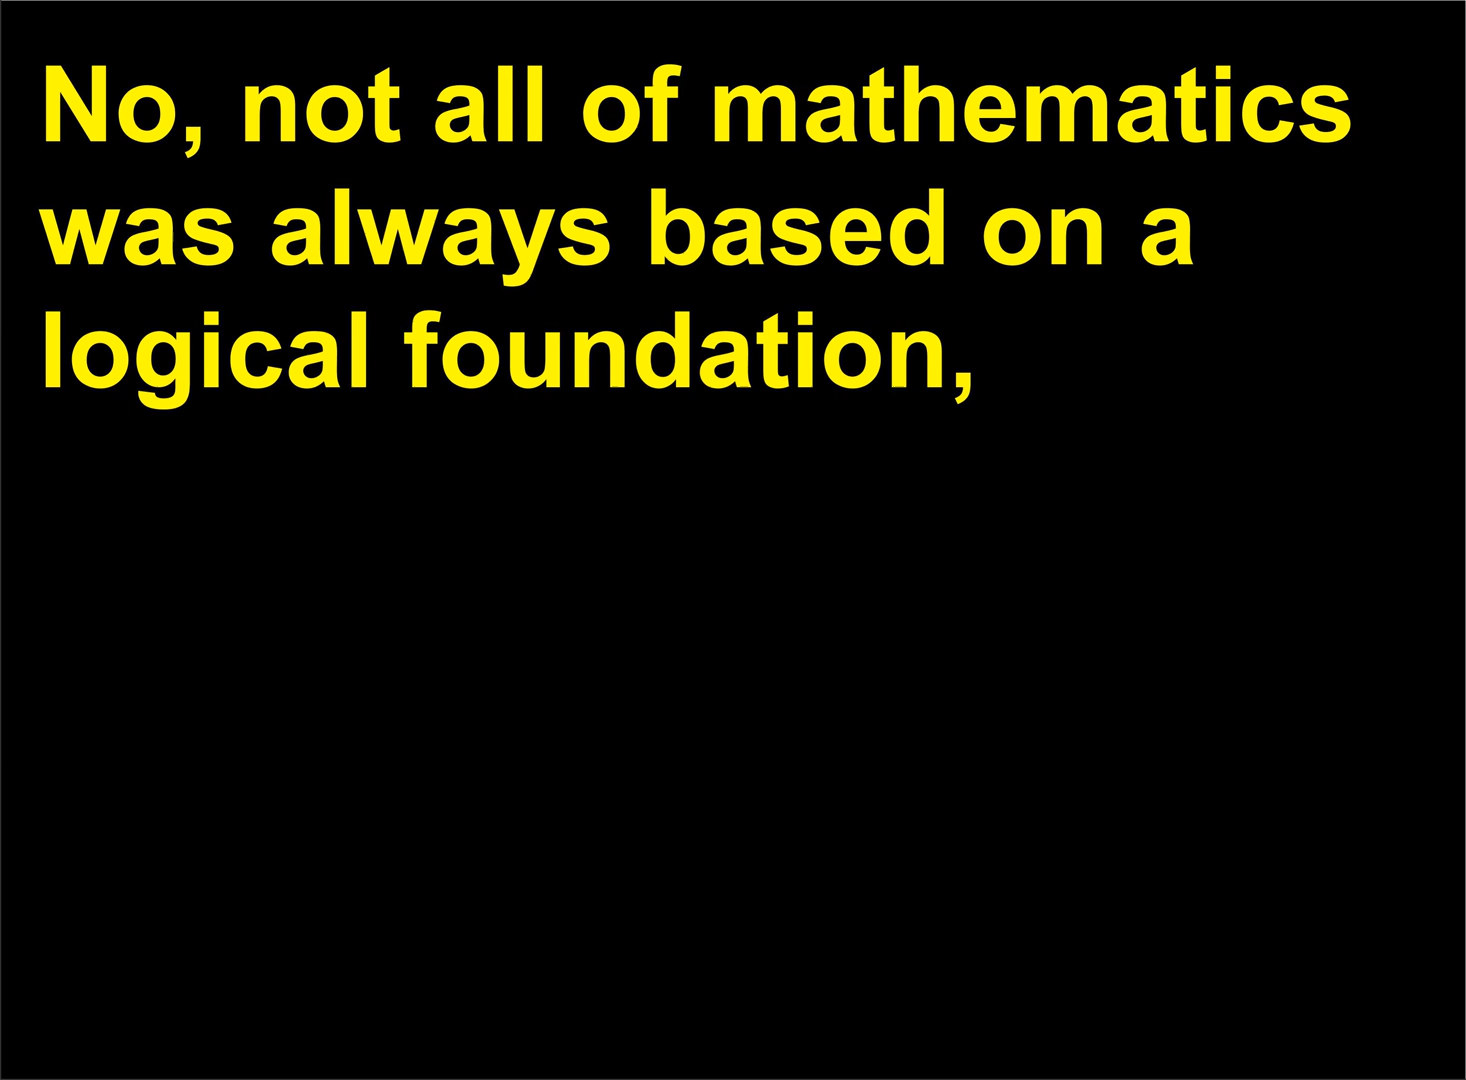 No, not all of mathematics
was always based on a
logical foundation,